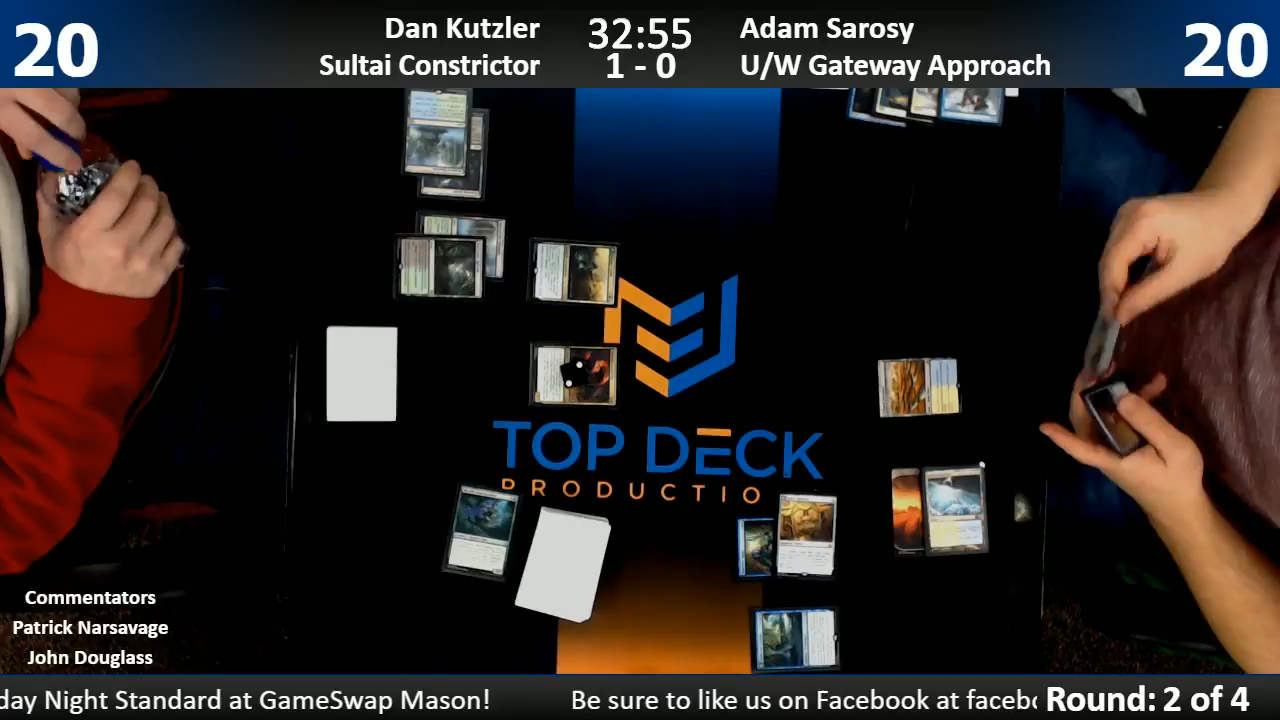 20
Dan Kutzler
Sultai Constrictor
32:55
1 - 0
Adam Sarosy
U/W Gateway Approach
20
TOP DECK
PRODUCTIO
Commentators
Patrick Narsavage
John Douglass
day Night Standard at GameSwap Mason!
Be sure to like us on Facebook at facebo
Round: 2 of 4